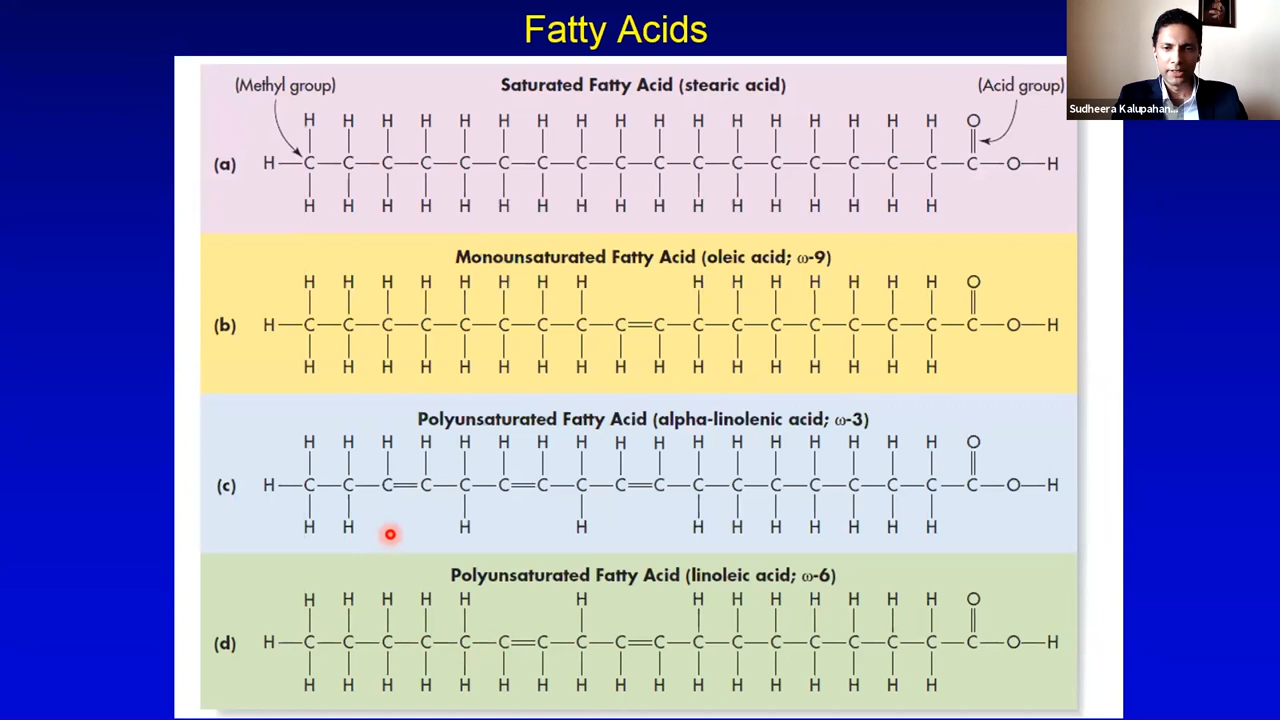 Fatty Acids
Sudheera Kalupahan...
(Methyl group) Saturated Fatty Acid (stearic acid) (Acid group)
H H H H H H H H H H H H H H H H H O
(a) H—C—C—C—C—C—C—C—C—C—C—C—C—C—C—C—C—C—C—O—H
H H H H H H H H H H H H H H H H H
Monounsaturated Fatty Acid (oleic acid; ω-9)
H H H H H H H H H H H H H H H O
(b) H—C—C—C—C—C—C—C—C—C=C—C—C—C—C—C—C—C—C—O—H
H H H H H H H H H H H H H H H H H
Polyunsaturated Fatty Acid (alpha-linolenic acid; ω-3)
H H H H H H H H H H H H H H H H H O
(c) H—C—C—C=C—C—C=C—C—C=C—C—C—C—C—C—C—C—C—O—H
H H H H H H H H H H H
Polyunsaturated Fatty Acid (linoleic acid; ω-6)
H H H H H H H H H H H H H O
(d) H—C—C—C—C—C—C=C—C—C=C—C—C—C—C—C—C—C—C—O—H
H H H H H H H H H H H H H H H H H